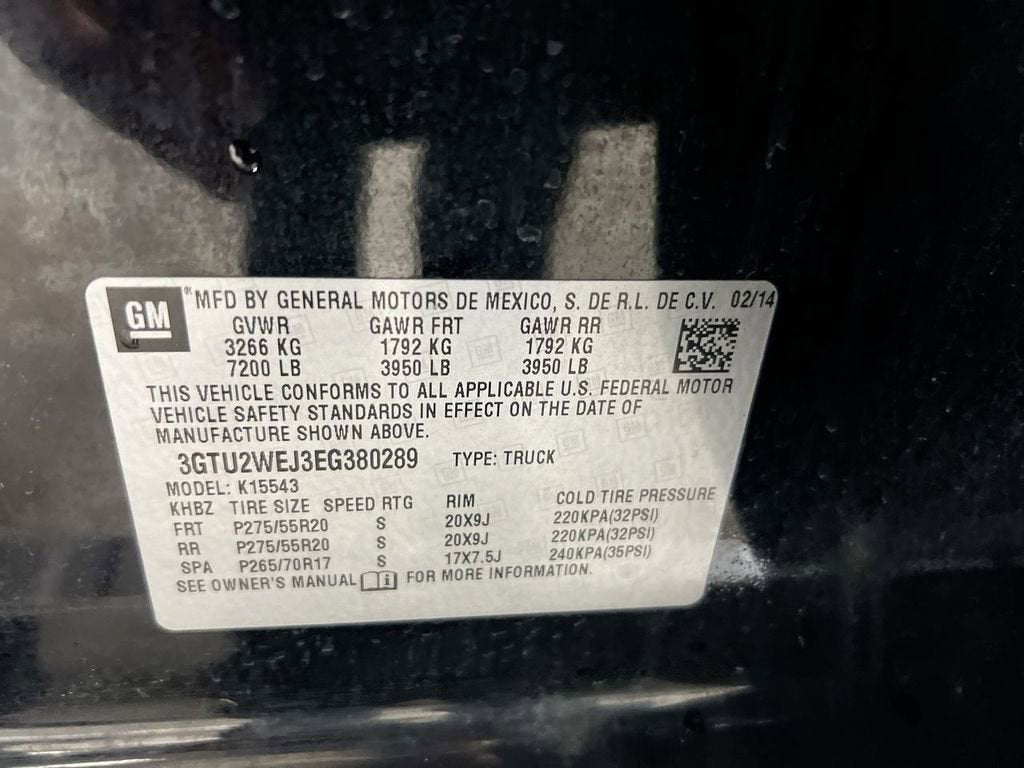 GM
MFD BY GENERAL MOTORS DE MEXICO, S. DE R.L. DE C.V. 02/14
GVWR GAWR FRT GAWR RR
3266 KG 1792 KG 1792 KG
7200 LB 3950 LB 3950 LB
THIS VEHICLE CONFORMS TO ALL APPLICABLE U.S. FEDERAL MOTOR
VEHICLE SAFETY STANDARDS IN EFFECT ON THE DATE OF
MANUFACTURE SHOWN ABOVE.
3GTU2WEJ3EG380289 TYPE: TRUCK
MODEL: K15543
KHBZ TIRE SIZE SPEED RTG RIM COLD TIRE PRESSURE
FRT P275/55R20 S 20X9J 220KPA(32PSI)
RR P275/55R20 S 20X9J 220KPA(32PSI)
SPA P265/70R17 S 17X7.5J 240KPA(35PSI)
SEE OWNER'S MANUAL i FOR MORE INFORMATION.